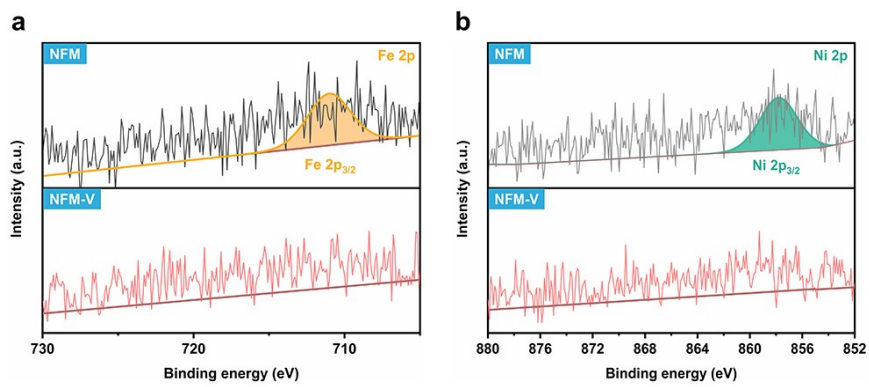 a
NFM
Fe 2p
Fe 2p3/2
NFM-V
Intensity (a.u.)
730
720
710
Binding energy (eV)
b
NFM
Ni 2p
Ni 2p3/2
NFM-V
Intensity (a.u.)
880
876
872
868
864
860
856
852
Binding energy (eV)